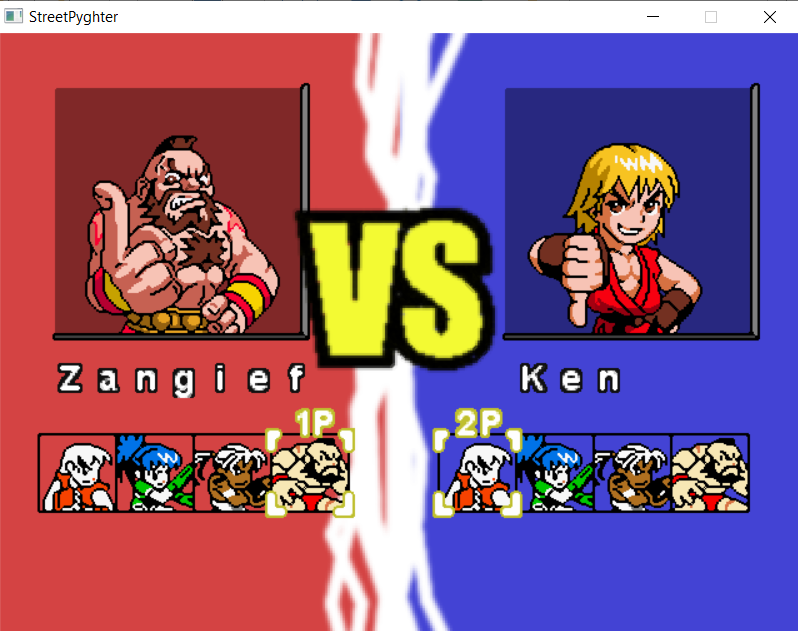 StreetPyghter
VS
Zangief
Ken
1P
2P